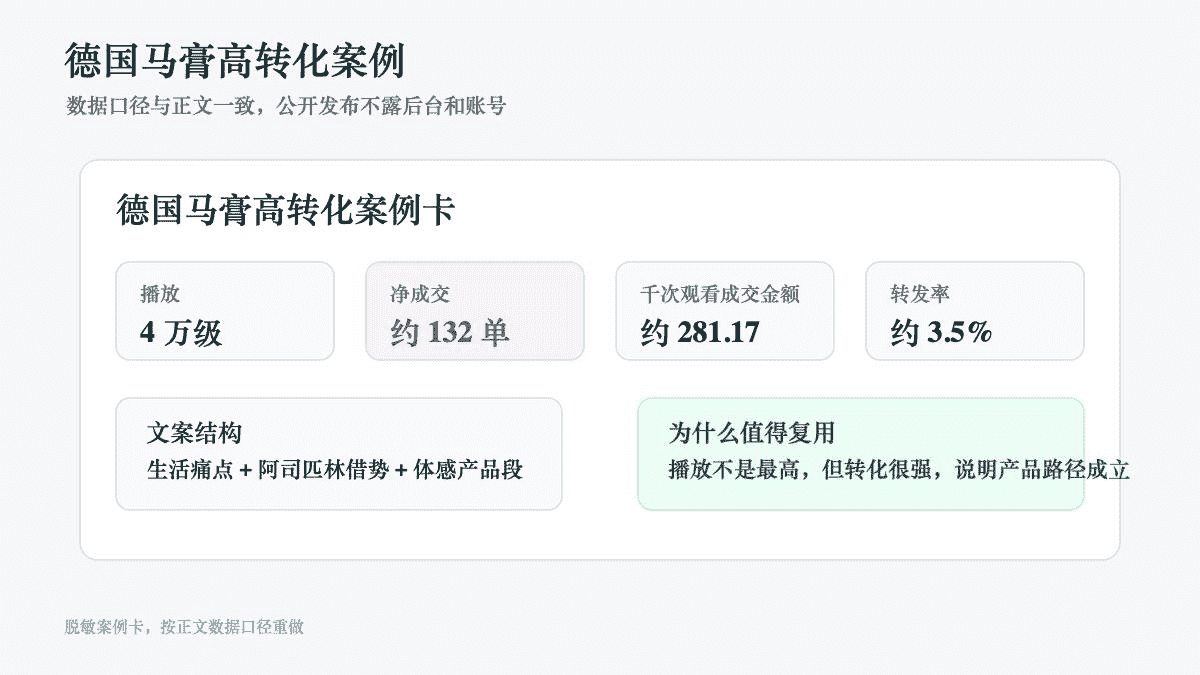 德国马膏高转化案例
数据口径与正文一致，公开发布不露后台和账号
德国马膏高转化案例卡
播放
4 万级
净成交
约 132 单
千次观看成交金额
约 281.17
转发率
约 3.5%
文案结构
生活痛点 + 阿司匹林借势 + 体感产品段
为什么值得复用
播放不是最高，但转化很强，说明产品路径成立
脱敏案例卡，按正文数据口径重做